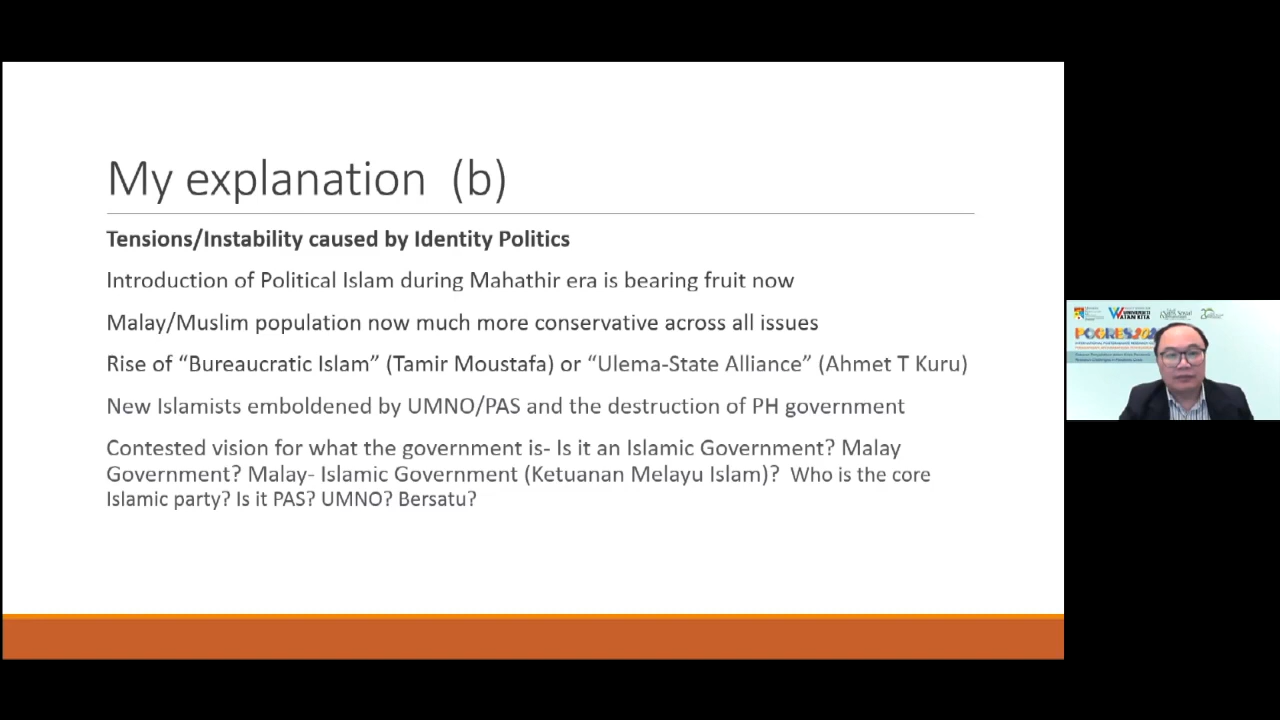 My explanation (b)
Tensions/Instability caused by Identity Politics
Introduction of Political Islam during Mahathir era is bearing fruit now
Malay/Muslim population now much more conservative across all issues
Rise of “Bureaucratic Islam” (Tamir Moustafa) or “Ulema-State Alliance” (Ahmet T Kuru)
New Islamists emboldened by UMNO/PAS and the destruction of PH government
Contested vision for what the government is- Is it an Islamic Government? Malay
Government? Malay- Islamic Government (Ketuanan Melayu Islam)? Who is the core
Islamic party? Is it PAS? UMNO? Bersatu?